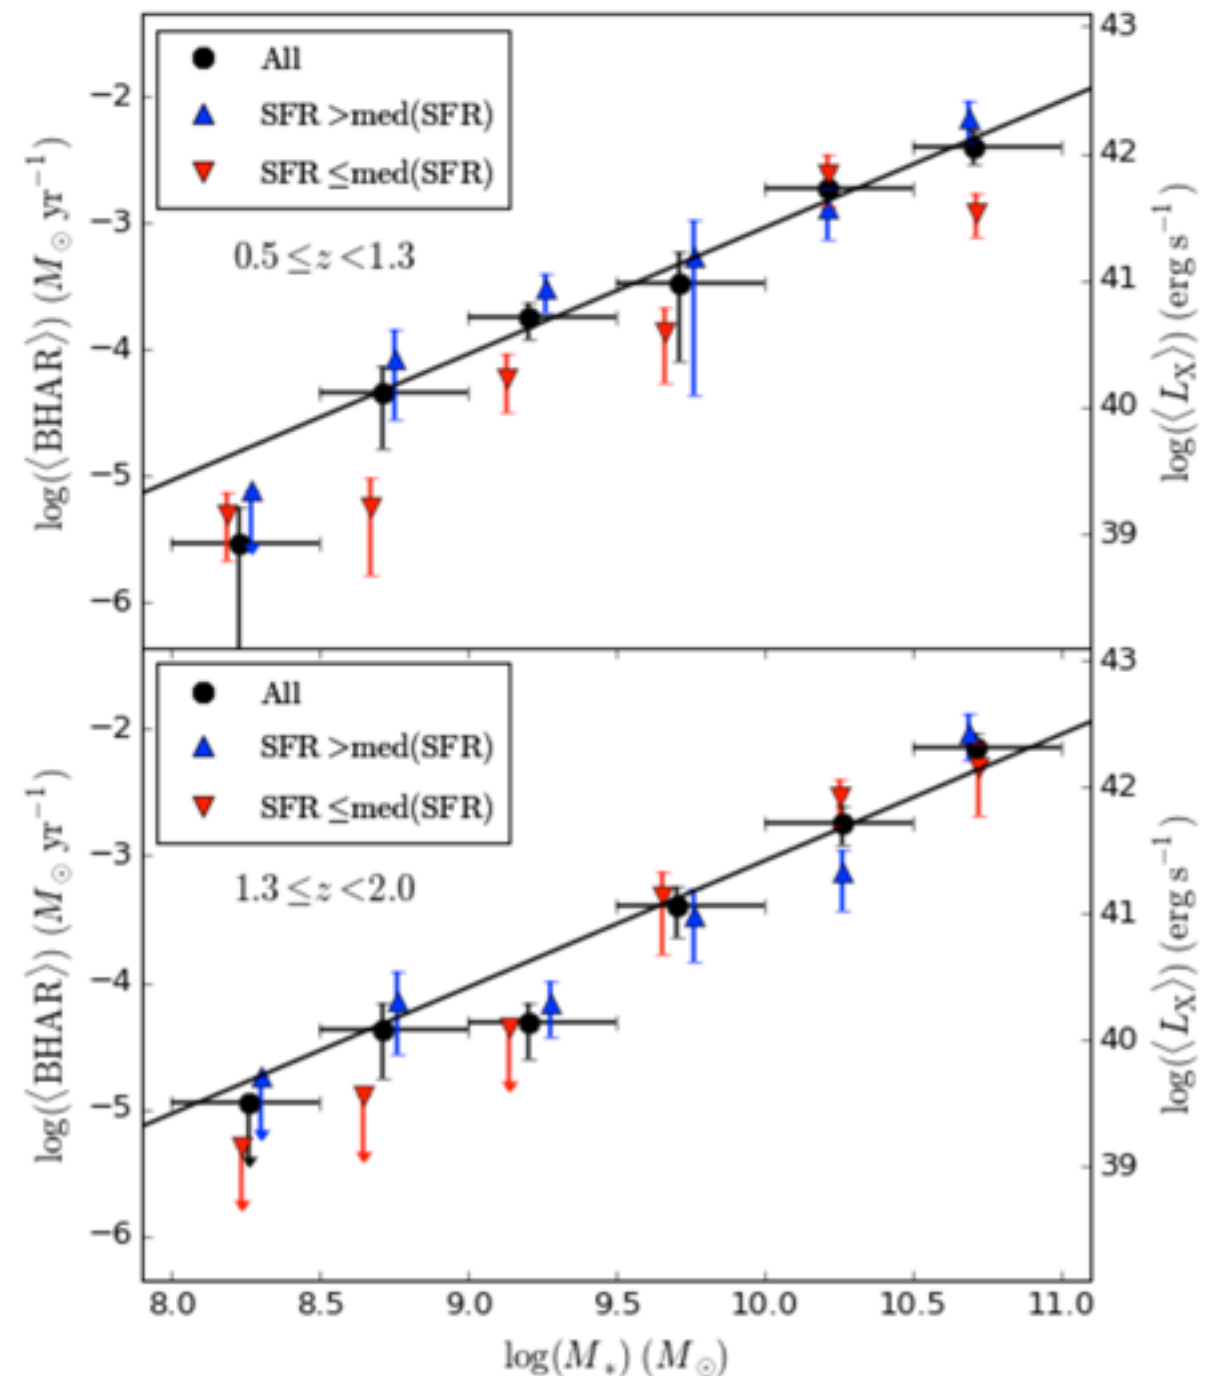 43
All
−2
SFR >med(SFR)
42
SFR ≤med(SFR)
−3
0.5 ≤z <1.3
41
log(⟨BHAR⟩) (M⊙ yr−1)
log(⟨LX⟩) (erg s−1)
−4
40
−5
39
−6
43
All
−2
SFR >med(SFR)
42
SFR ≤med(SFR)
−3
1.3 ≤z <2.0
41
log(⟨BHAR⟩) (M⊙ yr−1)
log(⟨LX⟩) (erg s−1)
−4
40
−5
39
−6
8.0 8.5 9.0 9.5 10.0 10.5 11.0
log(M*) (M⊙)